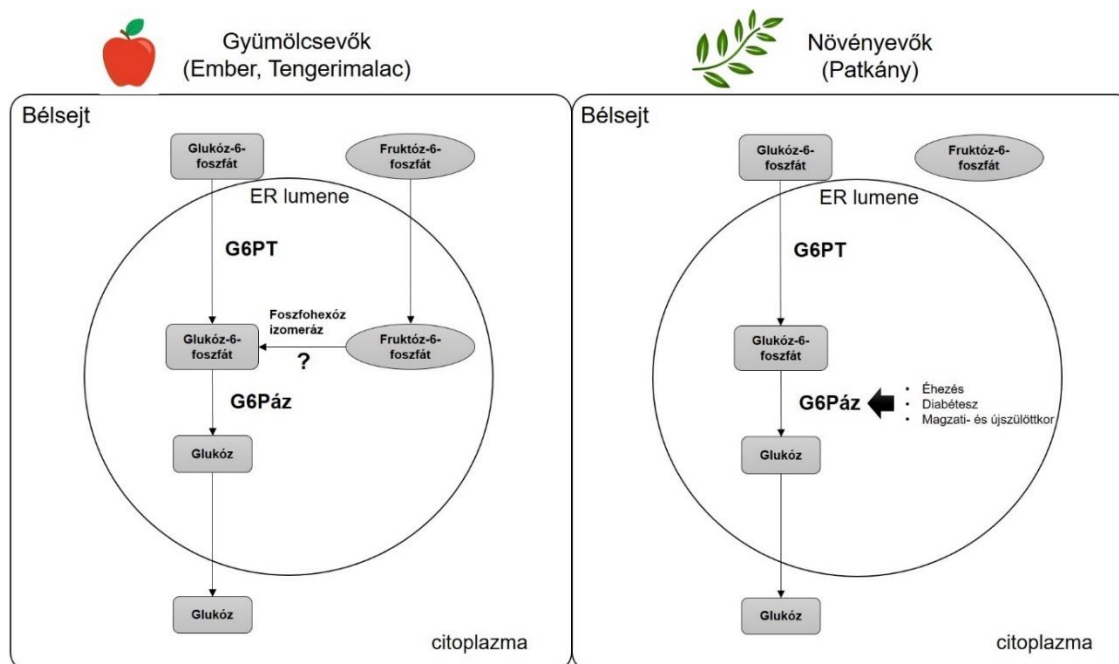 Gyümölcsevők
(Ember, Tengerimalac)
Bélsejt
Glukóz-6-
foszfát
Fruktóz-6-
foszfát
ER lumene
G6PT
Foszfohexóz
izomeráz
?
Glukóz-6-
foszfát
Fruktóz-6-
foszfát
G6Páz
Glukóz
Glukóz
citoplazma
Növényevők
(Patkány)
Bélsejt
Glukóz-6-
foszfát
Fruktóz-6-
foszfát
ER lumene
G6PT
Glukóz-6-
foszfát
G6Páz
• Éhezés
• Diabétesz
• Magzati- és újszülöttkor
Glukóz
Glukóz
citoplazma